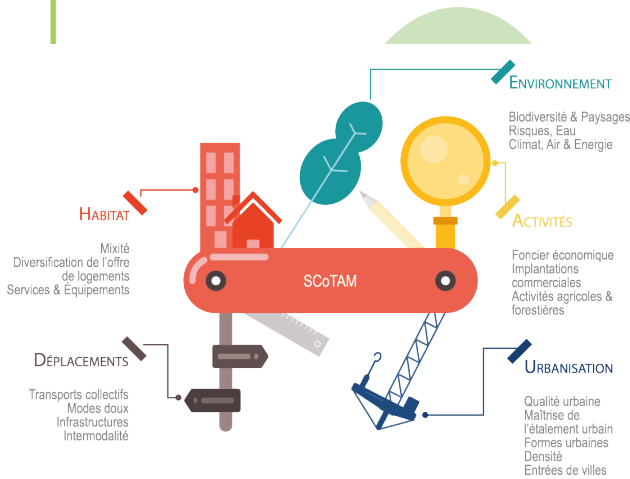 ENVIRONNEMENT
Biodiversité & Paysages
Risques, Eau
Climat, Air & Energie
HABITAT
Mixité
Diversification de l'offre
de logements
Services & Équipements
ACTIVITÉS
Foncier économique
Implantations
commerciales
Activités agricoles &
forestières
SCoTAM
DÉPLACEMENTS
Transports collectifs
Modes doux
Infrastructures
Intermodalité
URBANISATION
Qualité urbaine
Maîtrise de
l'étalement urbain
Formes urbaines
Densité
Entrées de villes